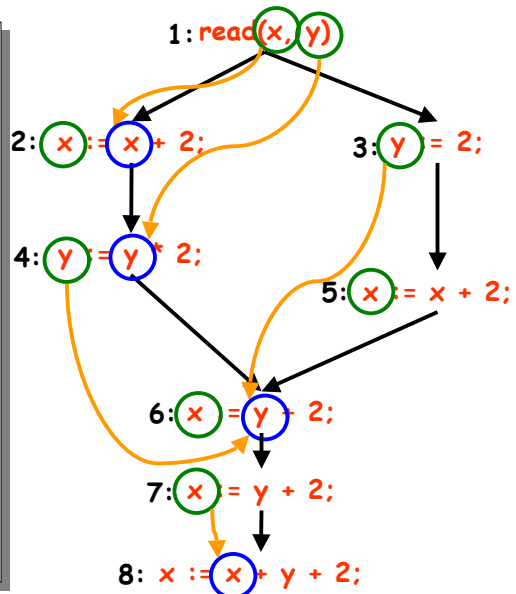 1: read(x, y)
2: x := x + 2;
3: y := 2;
4: y := y * 2;
5: x := x + 2;
6: x := y + 2;
7: x := y + 2;
8: x := x + y + 2;